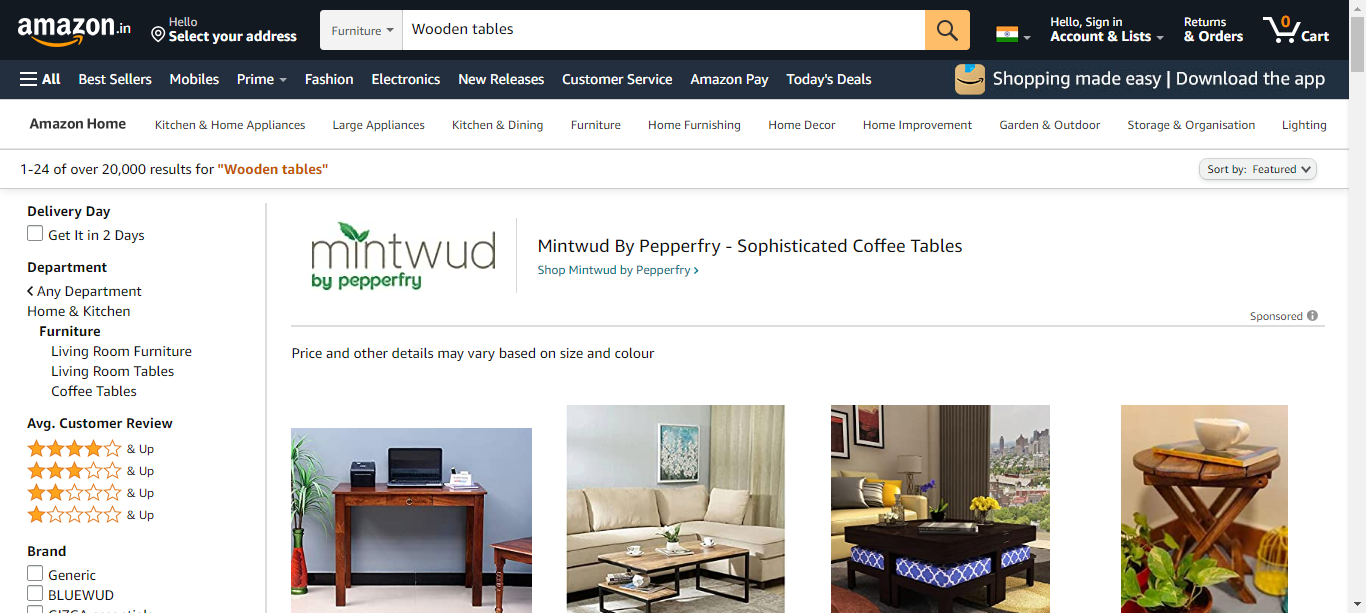 amazon.in
Hello
Select your address
Furniture
Wooden tables
Hello, Sign in
Account & Lists
Returns
& Orders
0
Cart
All
Best Sellers
Mobiles
Prime
Fashion
Electronics
New Releases
Customer Service
Amazon Pay
Today's Deals
Shopping made easy | Download the app
Amazon Home
Kitchen & Home Appliances
Large Appliances
Kitchen & Dining
Furniture
Home Furnishing
Home Decor
Home Improvement
Garden & Outdoor
Storage & Organisation
Lighting
1-24 of over 20,000 results for "Wooden tables"
Sort by: Featured
Delivery Day
Get It in 2 Days
Department
Any Department
Home & Kitchen
Furniture
Living Room Furniture
Living Room Tables
Coffee Tables
Avg. Customer Review
& Up
& Up
& Up
& Up
Brand
Generic
BLUEWUD
mintwud
by pepperfry
Mintwud By Pepperfry - Sophisticated Coffee Tables
Shop Mintwud by Pepperfry ›
Sponsored
Price and other details may vary based on size and colour